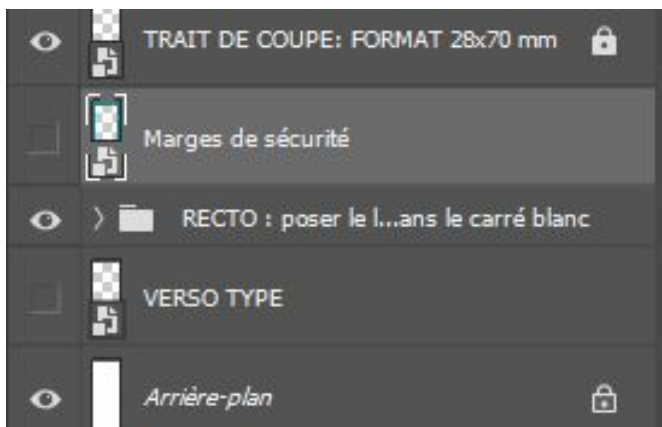 TRAIT DE COUPE: FORMAT 28x70 mm
Marges de sécurité
RECTO : poser le l...ans le carré blanc
VERSO TYPE
Arrière-plan